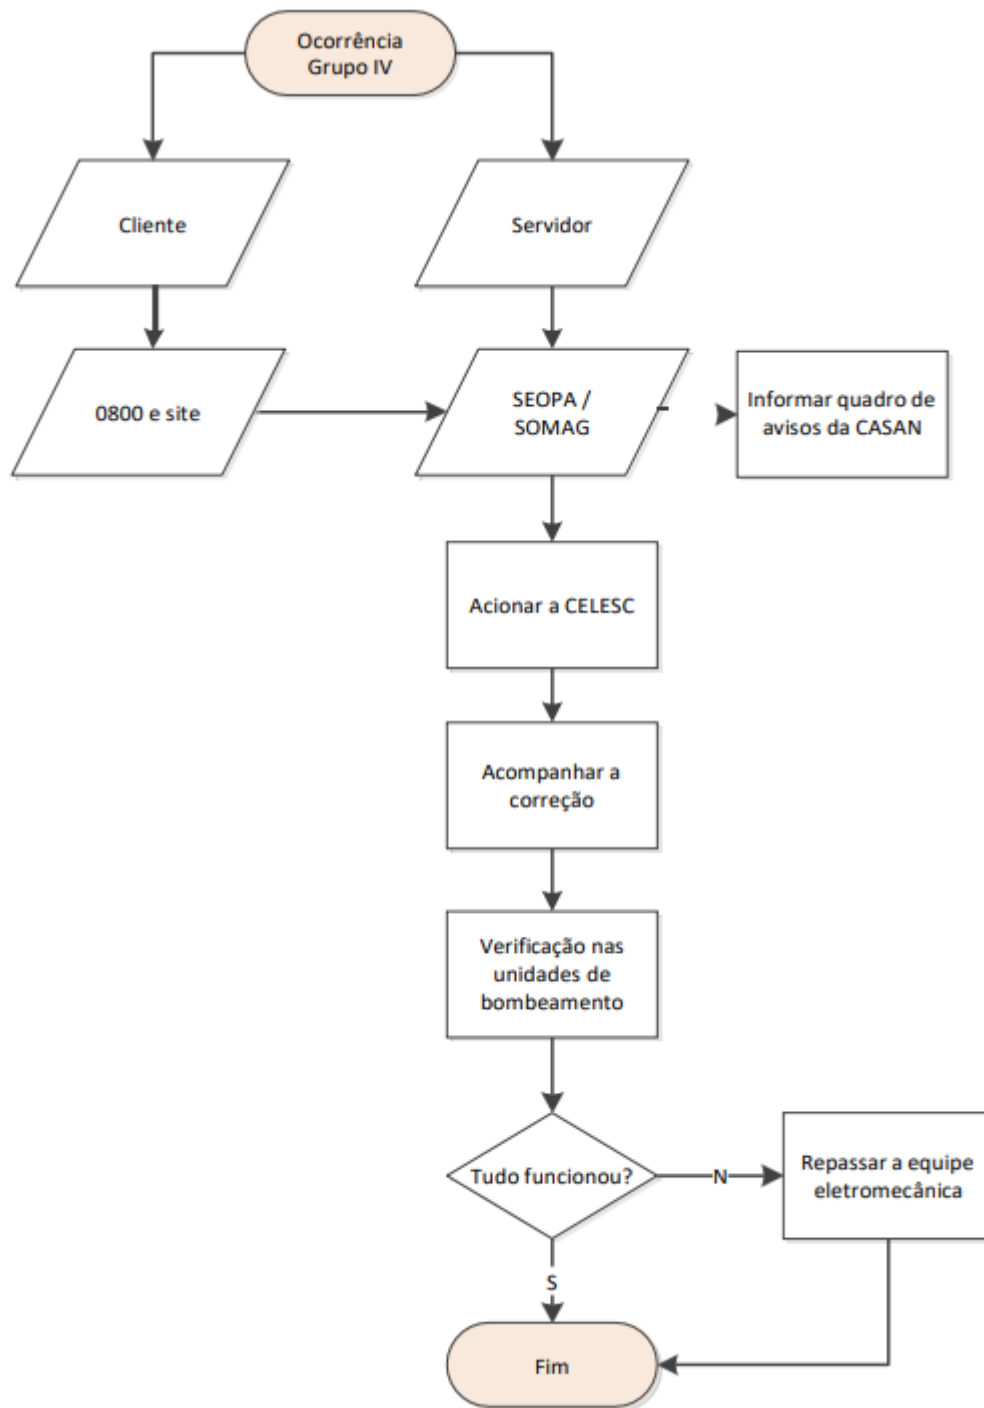 Ocorrência
Grupo IV
Cliente
Servidor
0800 e site
SEOPA /
SOMAG
Informar quadro de
avisos da CASAN
Acionar a CELESC
Acompanhar a
correção
Verificação nas
unidades de
bombeamento
Tudo funcionou?
N
Repassar a equipe
eletromecânica
S
Fim